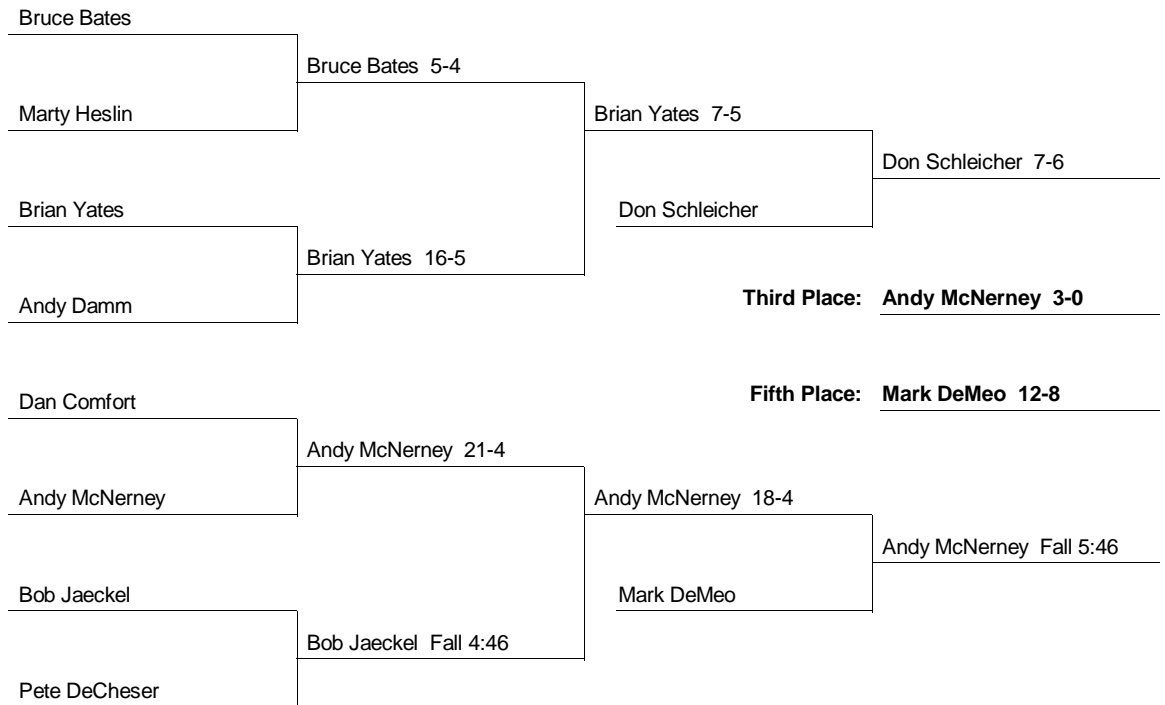 Bruce Bates
Bruce Bates 5-4
Marty Heslin
Brian Yates 7-5
Don Schleicher 7-6
Brian Yates
Don Schleicher
Brian Yates 16-5
Andy Damm
Third Place: Andy McNerney 3-0
Fifth Place: Mark DeMeo 12-8
Dan Comfort
Andy McNerney 21-4
Andy McNerney
Andy McNerney 18-4
Andy McNerney Fall 5:46
Bob Jaeckel
Mark DeMeo
Bob Jaeckel Fall 4:46
Pete DeCheser